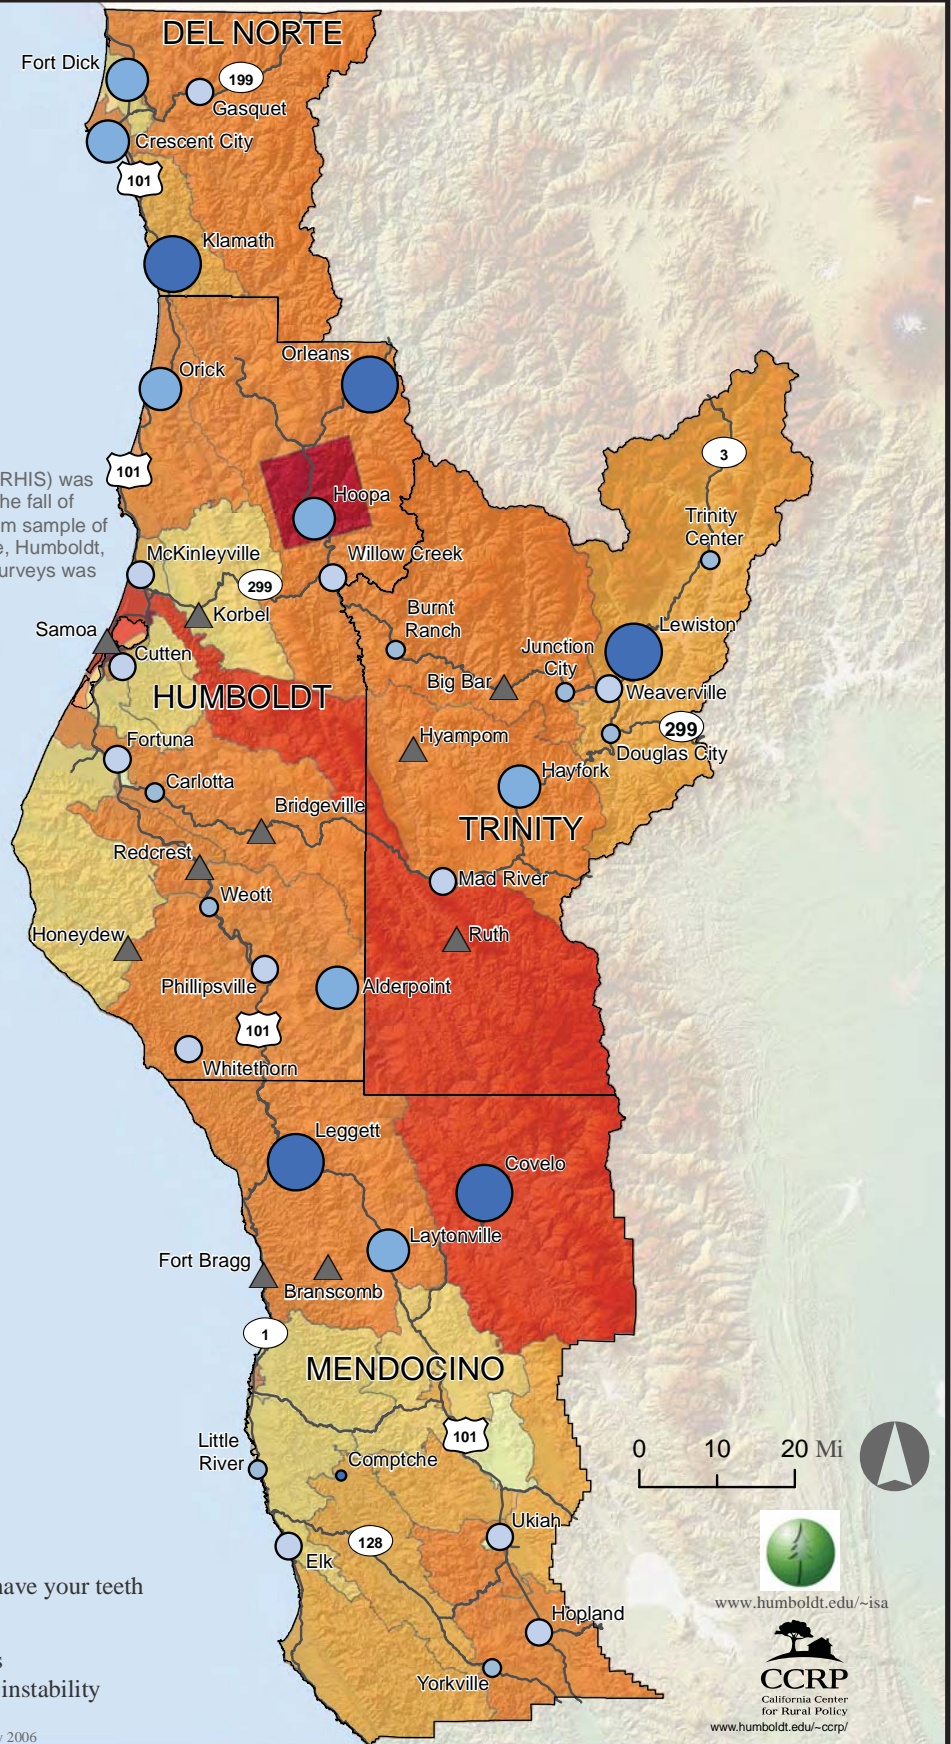 DEL NORTE
Fort Dick
199
Gasquet
Crescent City
101
Klamath
Orleans
Orick
3
101
RHIS) was
he fall of
m sample of
e, Humboldt,
urveys was
Hoopa
Trinity
Center
McKinleyville
Willow Creek
299
Korbel
Burnt
Ranch
Samoa
Cutten
Junction
City
Lewiston
Big Bar
Weaverville
HUMBOLDT
299
Fortuna
Hyampom
Douglas City
Carlotta
Hayfork
Bridgeville
TRINITY
Redcrest
Mad River
Weott
Honeydew
Ruth
Phillipsville
Alderpoint
101
Whitethorn
Leggett
Covelo
Laytonville
Fort Bragg
Branscomb
1
MENDOCINO
101
Little
River
Comptche
0 10 20 Mi
Ukiah
128
Elk
have your teeth
www.humboldt.edu/~isa
Hopland
s
instability
Yorkville
CCRP
California Center
for Rural Policy
www.humboldt.edu/~ccrp/
y 2006